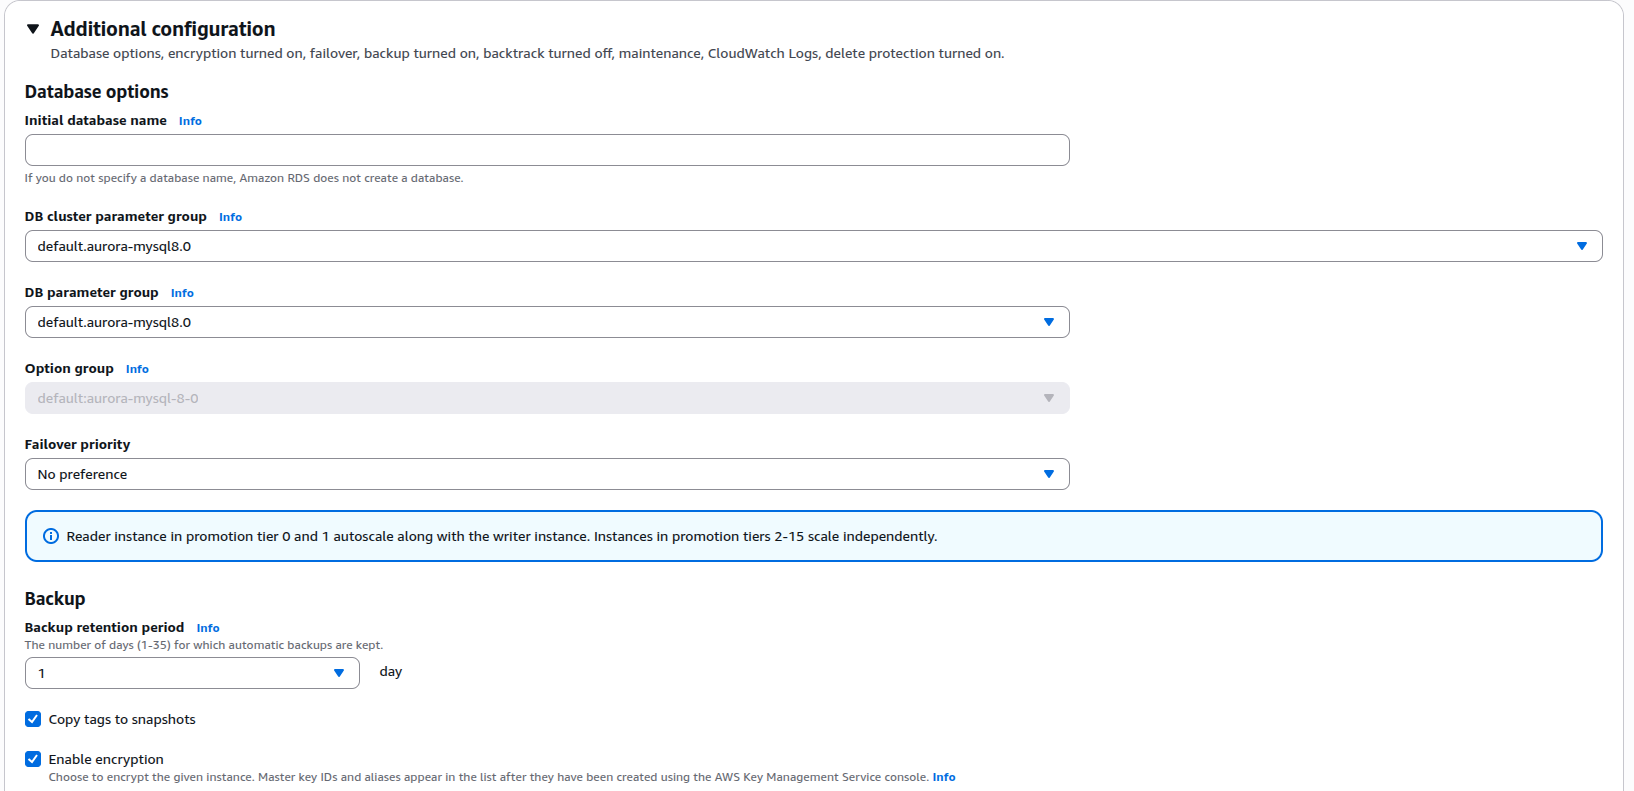 Additional configuration
Database options, encryption turned on, failover, backup turned on, backtrack turned off, maintenance, CloudWatch Logs, delete protection turned on.
Database options
Initial database name Info
If you do not specify a database name, Amazon RDS does not create a database.
DB cluster parameter group Info
default.aurora-mysql8.0
DB parameter group Info
default.aurora-mysql8.0
Option group Info
default:aurora-mysql-8-0
Failover priority
No preference
Reader instance in promotion tier 0 and 1 autoscale along with the writer instance. Instances in promotion tiers 2-15 scale independently.
Backup
Backup retention period Info
The number of days (1-35) for which automatic backups are kept.
1 day
Copy tags to snapshots
Enable encryption
Choose to encrypt the given instance. Master key IDs and aliases appear in the list after they have been created using the AWS Key Management Service console. Info